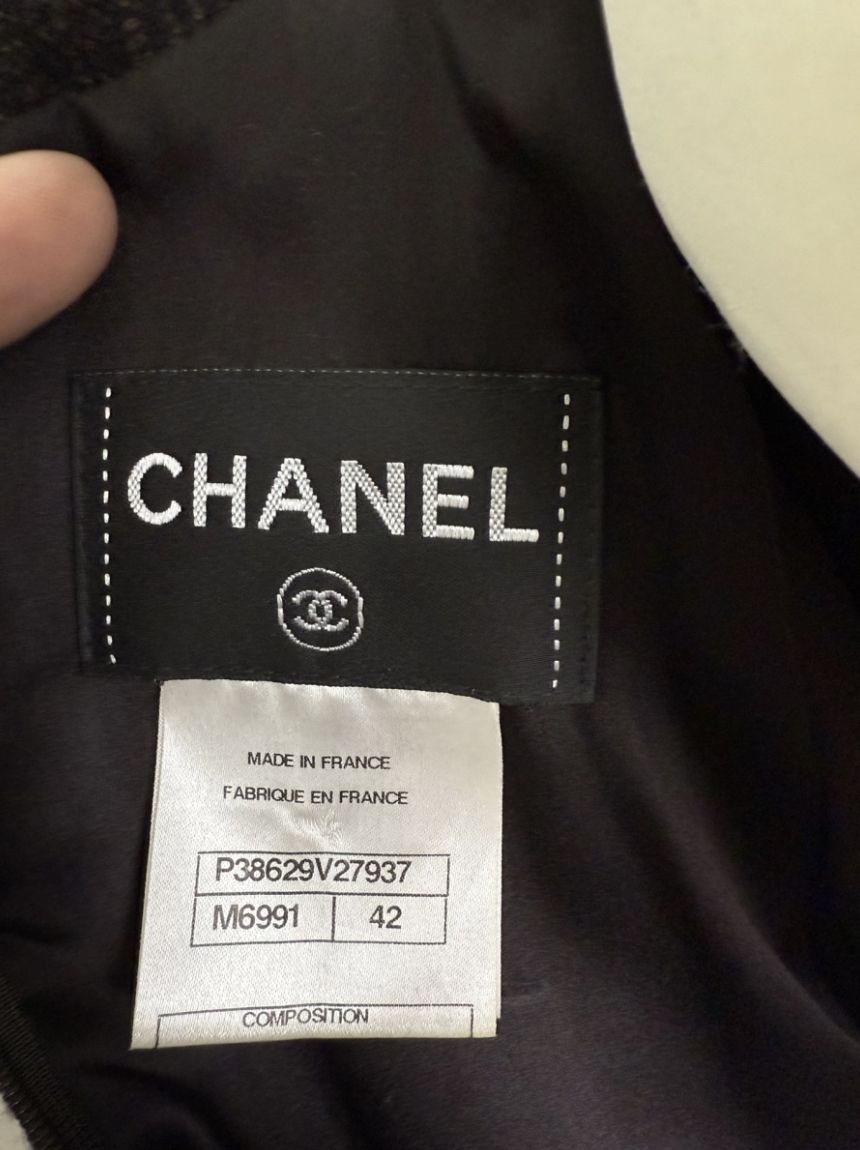 CHANEL
MADE IN FRANCE
FABRIQUE EN FRANCE
P38629V27937
M6991 42
COMPOSITION